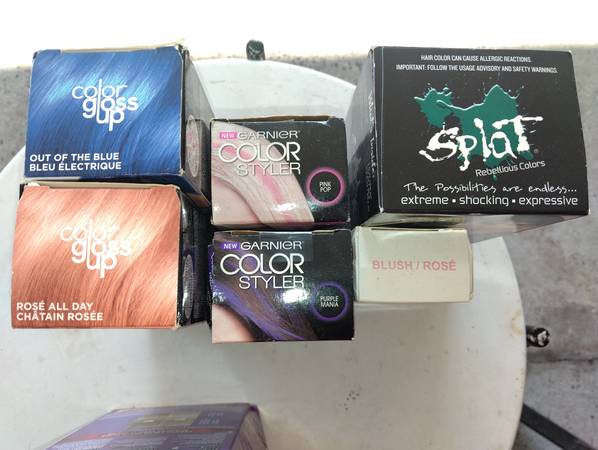 color
gloss
up
OUT OF THE BLUE
BLEU ÉLECTRIQUE
color
gloss
up
ROSÉ ALL DAY
CHÂTAIN ROSÉE
NEW GARNIER
COLOR
STYLER
PINK
POP
NEW GARNIER
COLOR
STYLER
PURPLE
MANIA
HAIR COLOR CAN CAUSE ALLERGIC REACTIONS.
IMPORTANT: FOLLOW THE USAGE ADVISORY AND SAFETY WARNINGS.
Splat
Rebellious Colors
The Possibilities are endless...
extreme • shocking • expressive
BLUSH / ROSÉ